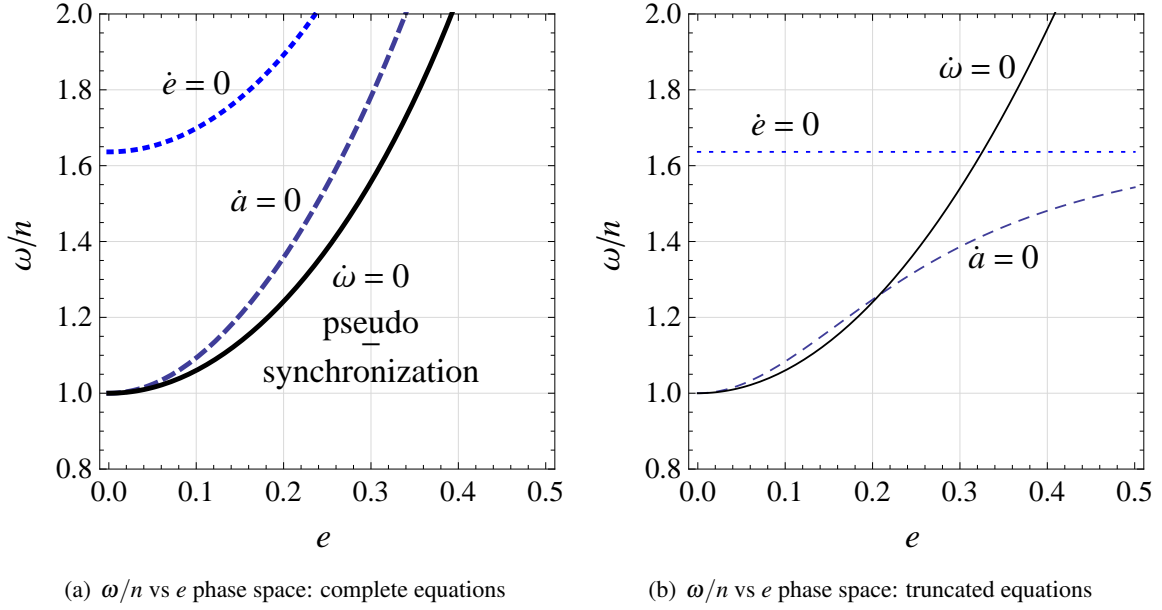 2.0
1.8
1.6
1.4
1.2
1.0
0.8
ω/n
ė = 0
ȧ = 0
ω̇ = 0
pseudo
–
synchronization
0.0 0.1 0.2 0.3 0.4 0.5
e
(a) ω/n vs e phase space: complete equations
2.0
1.8
1.6
1.4
1.2
1.0
0.8
ω/n
ω̇ = 0
ė = 0
ȧ = 0
0.0 0.1 0.2 0.3 0.4 0.5
e
(b) ω/n vs e phase space: truncated equations